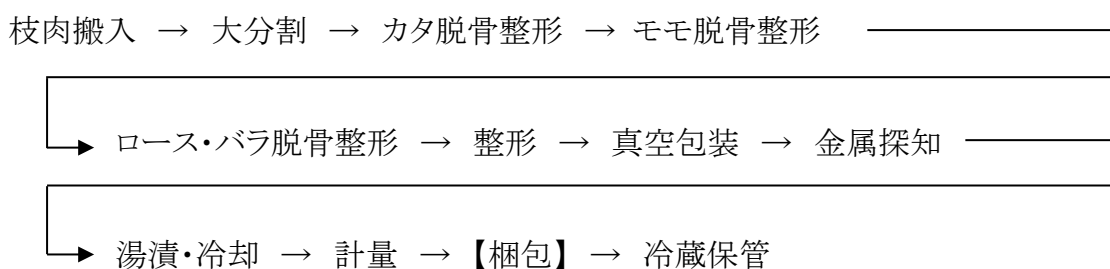 枝肉搬入 → 大分割 → カタ脱骨整形 → モモ脱骨整形
ロース・バラ脱骨整形 → 整形 → 真空包装 → 金属探知
湯漬・冷却 → 計量 → 【梱包】 → 冷蔵保管